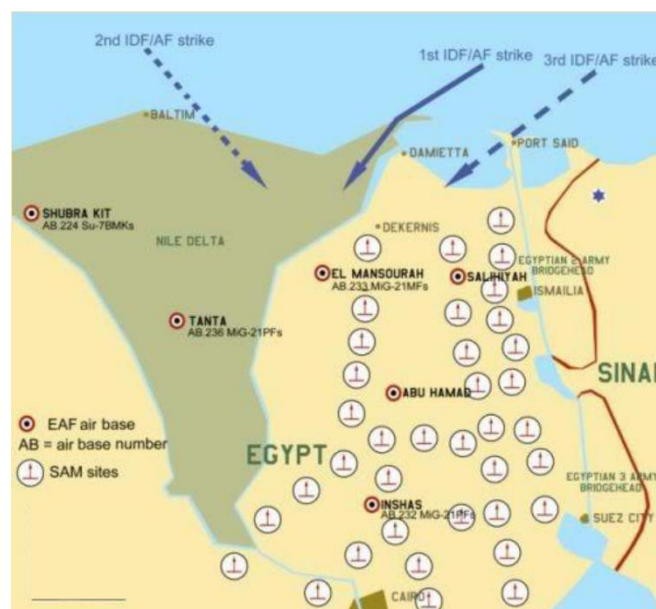 2nd IDF/AF strike
1st IDF/AF strike
3rd IDF/AF strike
BALTIM
DAMIETTA
PORT SAID
SHUBRA KIT
AB.224 Su-7BMKs
DEKERNIS
NILE DELTA
EGYPTIAN 2 ARMY
BRIDGEHEAD
EL MANSOURAH
AB.233 MiG-21MFs
SALIHIYAH
ISMAILIA
TANTA
AB.236 MiG-21PFs
SINAI
ABU HAMAD
EAF air base
AB = air base number
SAM sites
EGYPT
EGYPTIAN 3 ARMY
BRIDGEHEAD
INSHAS
AB.232 MiG-21PFs
SUEZ CITY
CAIRO